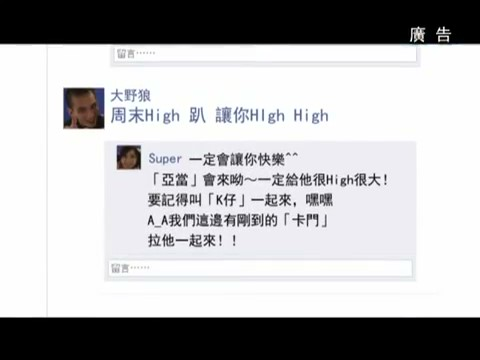 廣告
留言⋯⋯
大野狼
周末High 趴 讓你HIgh High
Super 一定會讓你快樂^^
「亞當」會來呦～一定給他很High很大!
要記得叫「K仔」一起來, 嘿嘿
A_A我們這邊有剛到的「卡門」
拉他一起來!!
留言⋯⋯